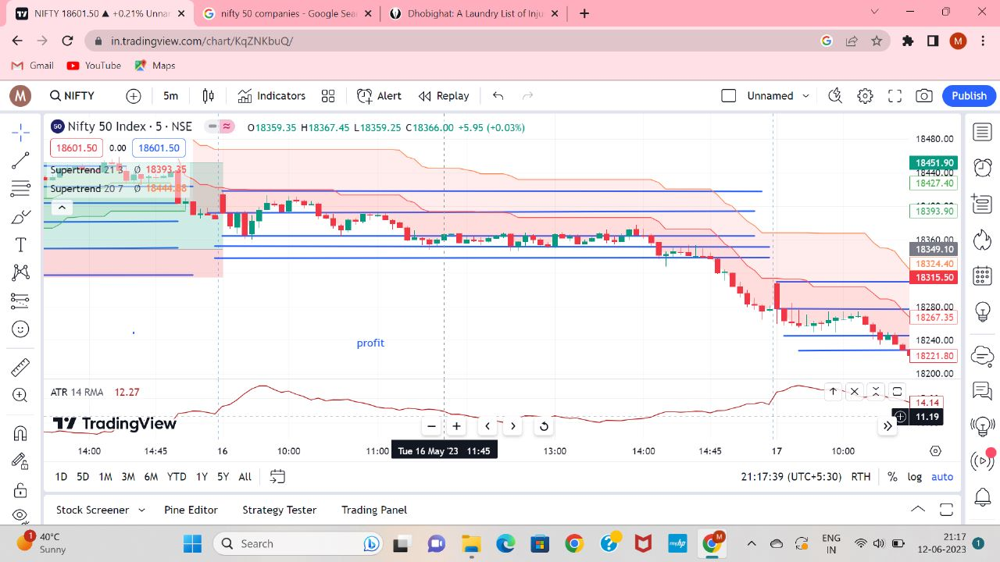 NIFTY 18601.50 ▲ +0.21% Unnar
nifty 50 companies - Google Sear
Dhobighat: A Laundry List of Inju
in.tradingview.com/chart/KqZNKbuQ/
M
Gmail YouTube Maps
M NIFTY 5m Indicators Alert Replay Unnamed Publish
50 Nifty 50 Index · 5 · NSE O18359.35 H18367.45 L18359.25 C18366.00 +5.95 (+0.03%)
18601.50 0.00 18601.50
Supertrend 21 3 Ø 18393.35
Supertrend 20 7 Ø 18444.88
18480.00
18451.90
18440.00
18427.40
18393.90
18360.00
18349.10
18324.40
18315.50
18280.00
18267.35
18240.00
18221.80
18200.00
profit
ATR 14 RMA 12.27
14.14
11.19
TradingView
14:00 14:45 16 10:00 11:00 Tue 16 May '23 11:45 13:00 14:00 14:45 17 10:00
1D 5D 1M 3M 6M YTD 1Y 5Y All 21:17:39 (UTC+5:30) RTH % log auto
Stock Screener Pine Editor Strategy Tester Trading Panel
1 40°C
Sunny
Search
M
ENG
IN
21:17
12-06-2023
1